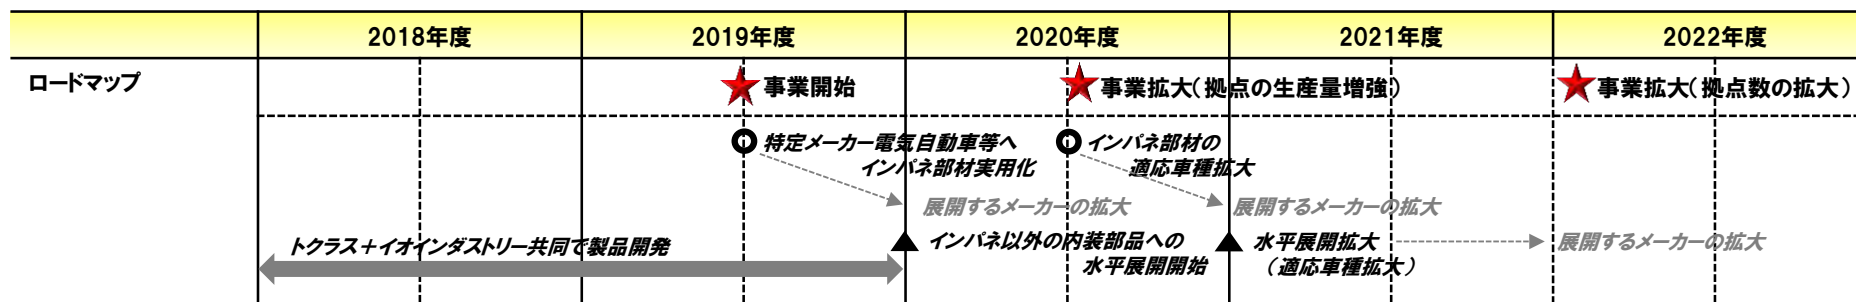 2018年度
2019年度
2020年度
2021年度
2022年度
ロードマップ
事業開始
事業拡大(拠点の生産量増強)
事業拡大(拠点数の拡大)
特定メーカー電気自動車等へ
インパネ部材実用化
インパネ部材の
適応車種拡大
展開するメーカーの拡大
展開するメーカーの拡大
トクラス＋イオインダストリー共同で製品開発
インパネ以外の内装部品への
水平展開開始
水平展開拡大
(適応車種拡大)
展開するメーカーの拡大